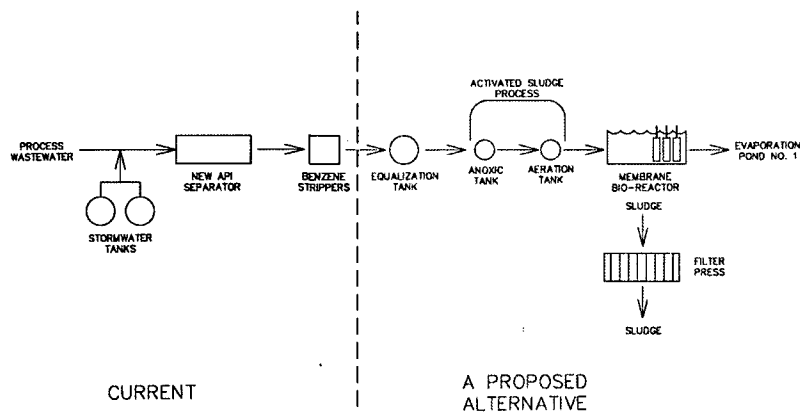 ACTIVATED SLUDGE
PROCESS
PROCESS
WASTEWATER
NEW API
SEPARATOR
BENZENE
STRIPPERS
EQUALIZATION
TANK
ANOXIC
TANK
AERATION
TANK
MEMBRANE
BIO-REACTOR
EVAPORATION
POND NO. 1
STORMWATER
TANKS
SLUDGE
FILTER
PRESS
SLUDGE
CURRENT
A PROPOSED
ALTERNATIVE